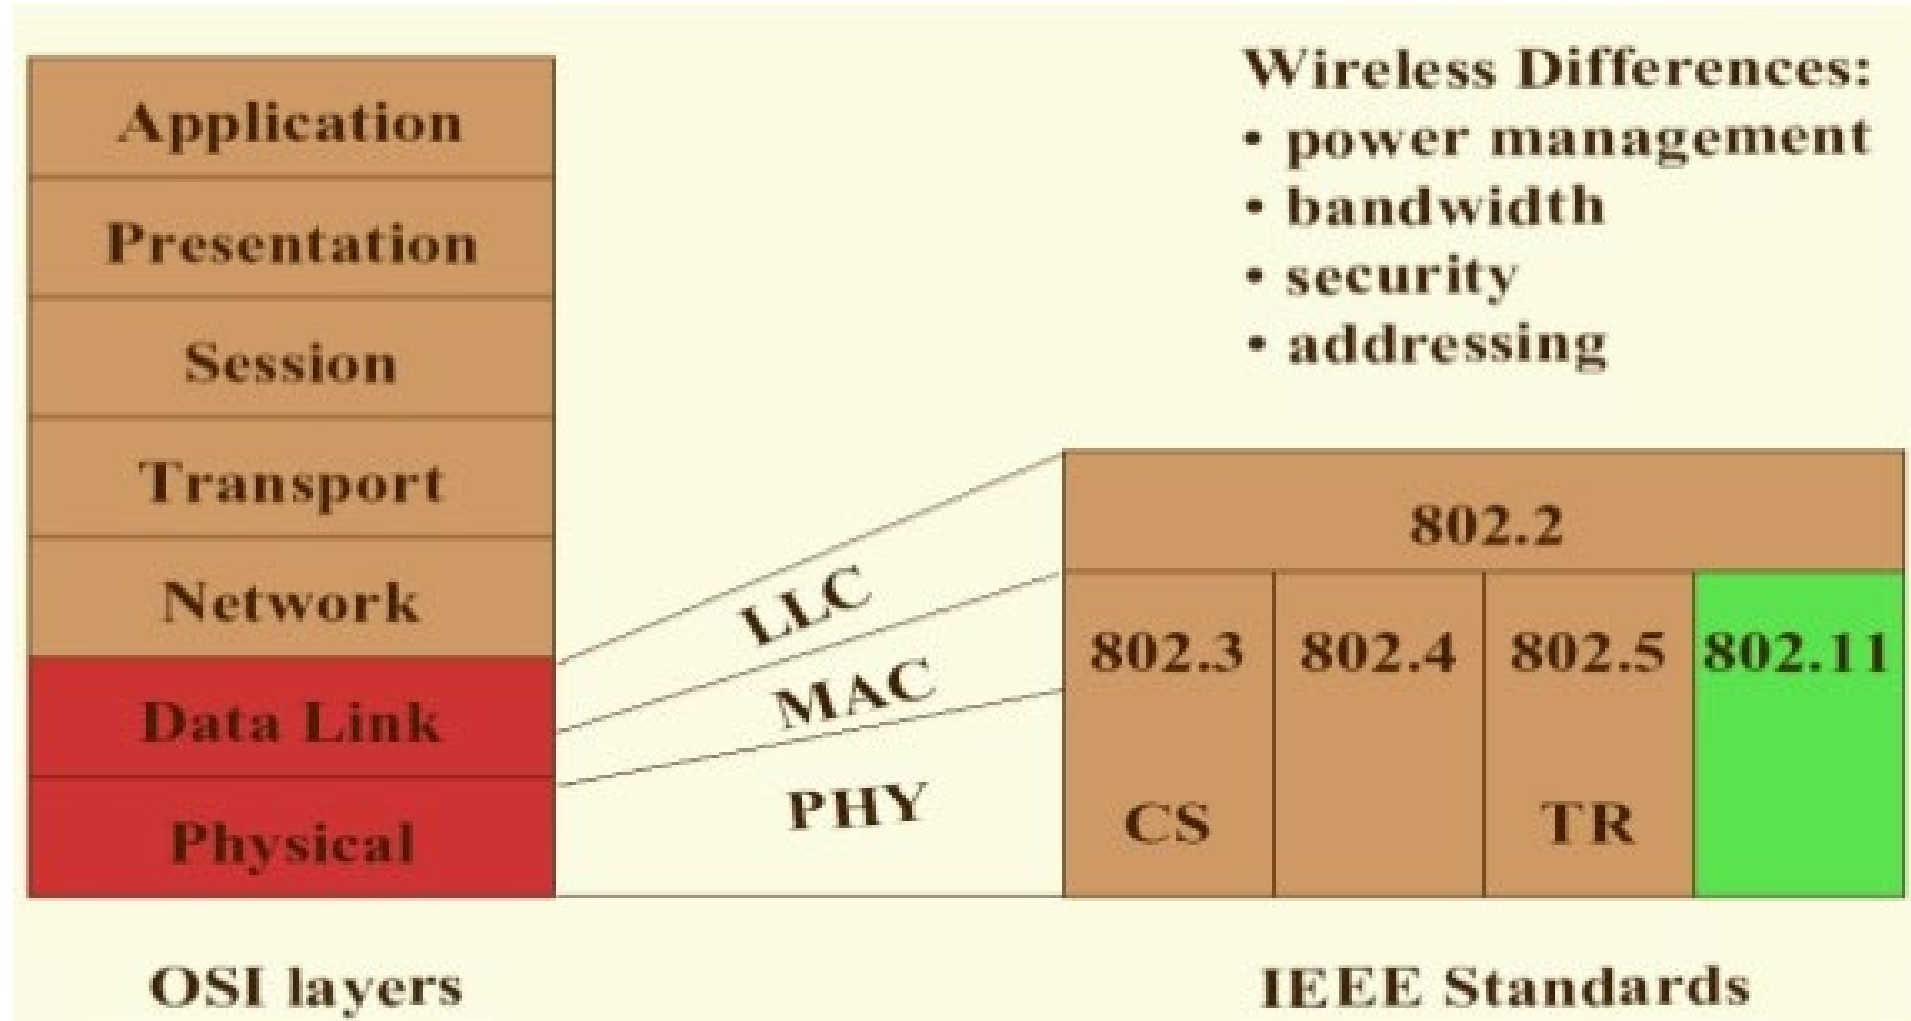 Application
Presentation
Session
Transport
Network
Data Link
Physical
OSI layers
LLC
MAC
PHY
Wireless Differences:
• power management
• bandwidth
• security
• addressing
802.2
802.3 802.4 802.5 802.11
CS TR
IEEE Standards